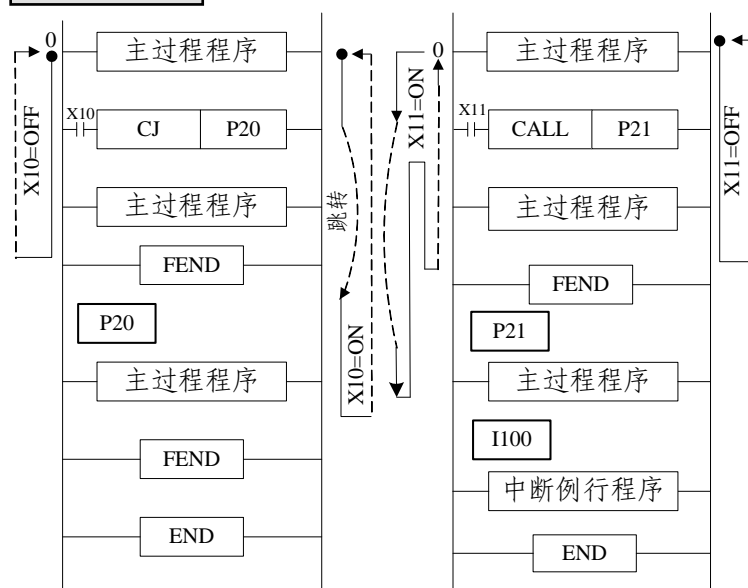 0
主过程程序
X10
CJ P20
X10=OFF
主过程程序
FEND
P20
主过程程序
FEND
END
跳转
X10=ON
X11=ON
0
主过程程序
X11
CALL P21
X11=OFF
主过程程序
FEND
P21
主过程程序
I100
中断例行程序
END